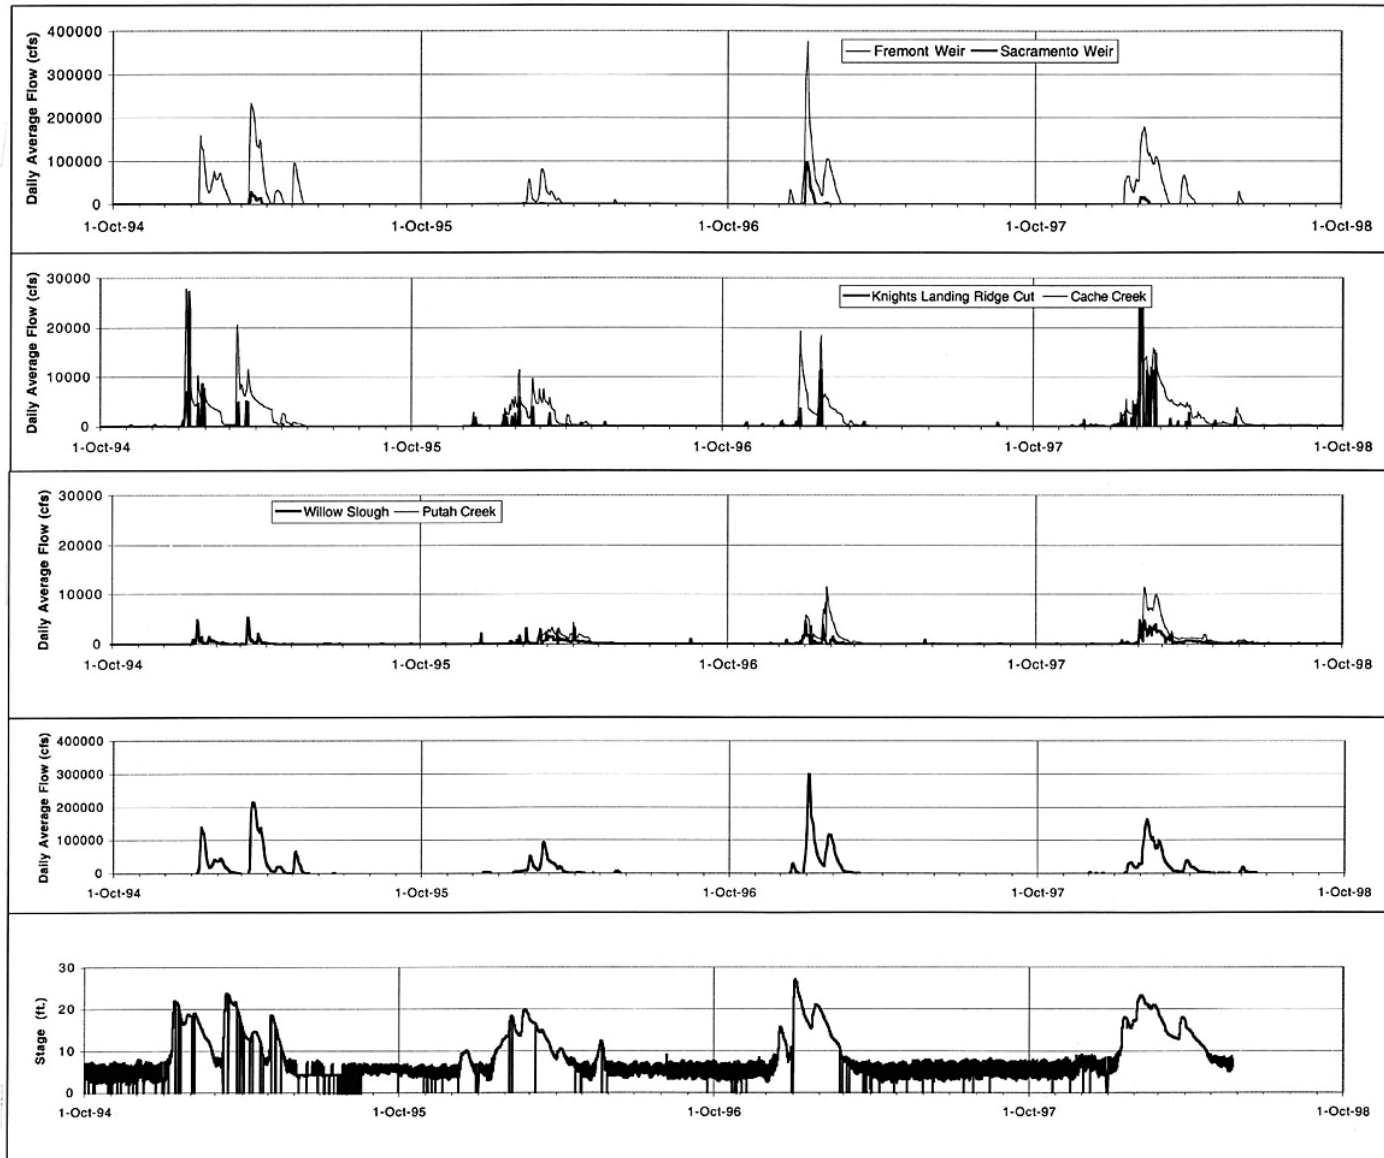 Daily Average Flow (cfs)
400000
300000
200000
100000
0
Fremont Weir Sacramento Weir
1-Oct-94 1-Oct-95 1-Oct-96 1-Oct-97 1-Oct-98
Daily Average Flow (cfs)
30000
20000
10000
0
Knights Landing Ridge Cut Cache Creek
1-Oct-94 1-Oct-95 1-Oct-96 1-Oct-97 1-Oct-98
Daily Average Flow (cfs)
30000
20000
10000
0
Willow Slough Putah Creek
1-Oct-94 1-Oct-95 1-Oct-96 1-Oct-97 1-Oct-98
Daily Average Flow (cfs)
400000
300000
200000
100000
0
1-Oct-94 1-Oct-95 1-Oct-96 1-Oct-97 1-Oct-98
Stage (ft.)
30
20
10
0
1-Oct-94 1-Oct-95 1-Oct-96 1-Oct-97 1-Oct-98